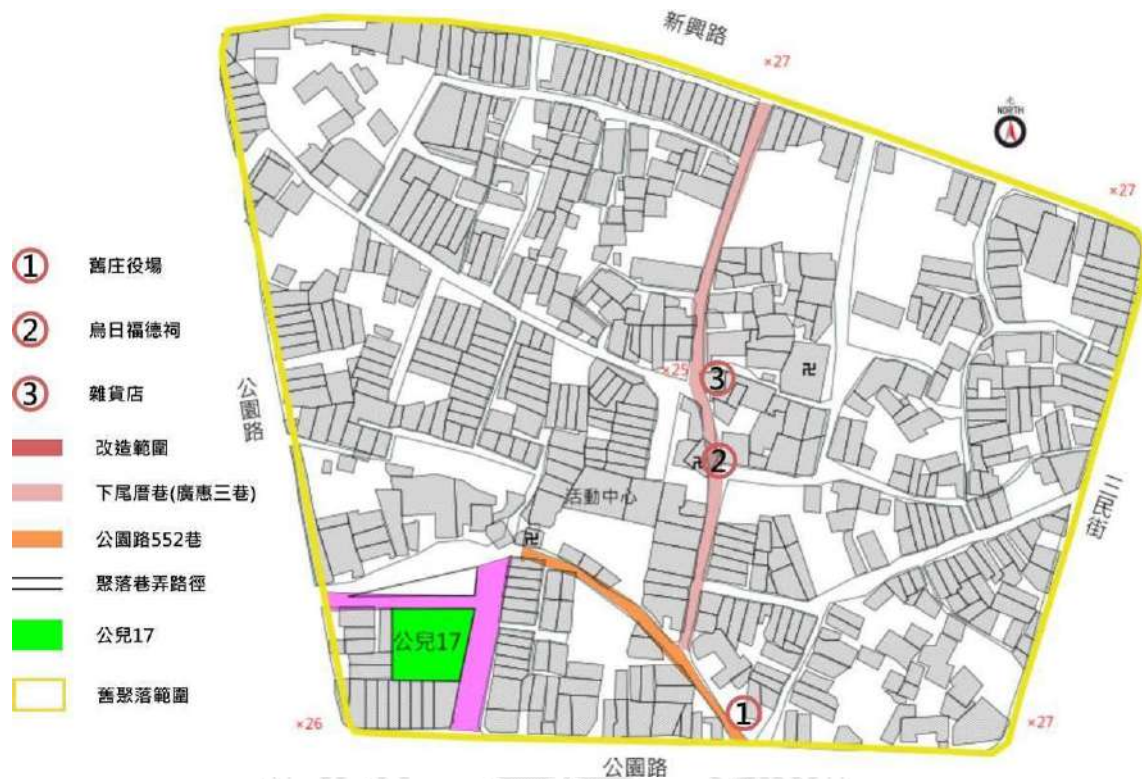 新興路
×27
北
NORTH
×27
① 舊庄役場
② 烏日福德祠
③ 雜貨店
×25
③
卍
公園路
改造範圍
②
卍
下尾厝巷(廣惠三巷)
活動中心
三民街
公園路552巷
卍
聚落巷弄路徑
公兒17
公兒17
舊聚落範圍
①
×26
×27
公園路